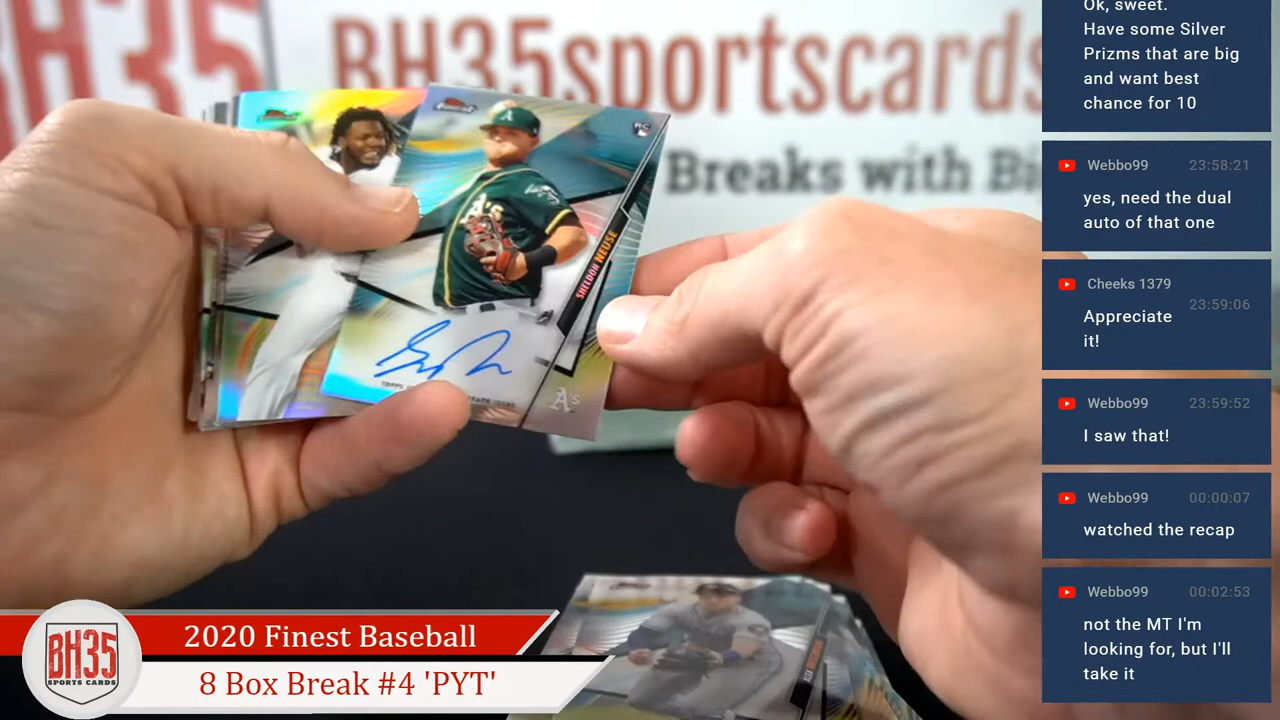 BH35sportscards
Breaks with Bi
RC
A's
SHELDON NEUSE
A's
2020 Finest Baseball
8 Box Break #4 'PYT'
BH35
SPORTS CARDS
Ok, sweet.
Have some Silver
Prizms that are big
and want best
chance for 10
Webbo99 23:58:21
yes, need the dual
auto of that one
Cheeks 1379
23:59:06
Appreciate
it!
Webbo99 23:59:52
I saw that!
Webbo99 00:00:07
watched the recap
Webbo99 00:02:53
not the MT I'm
looking for, but I'll
take it